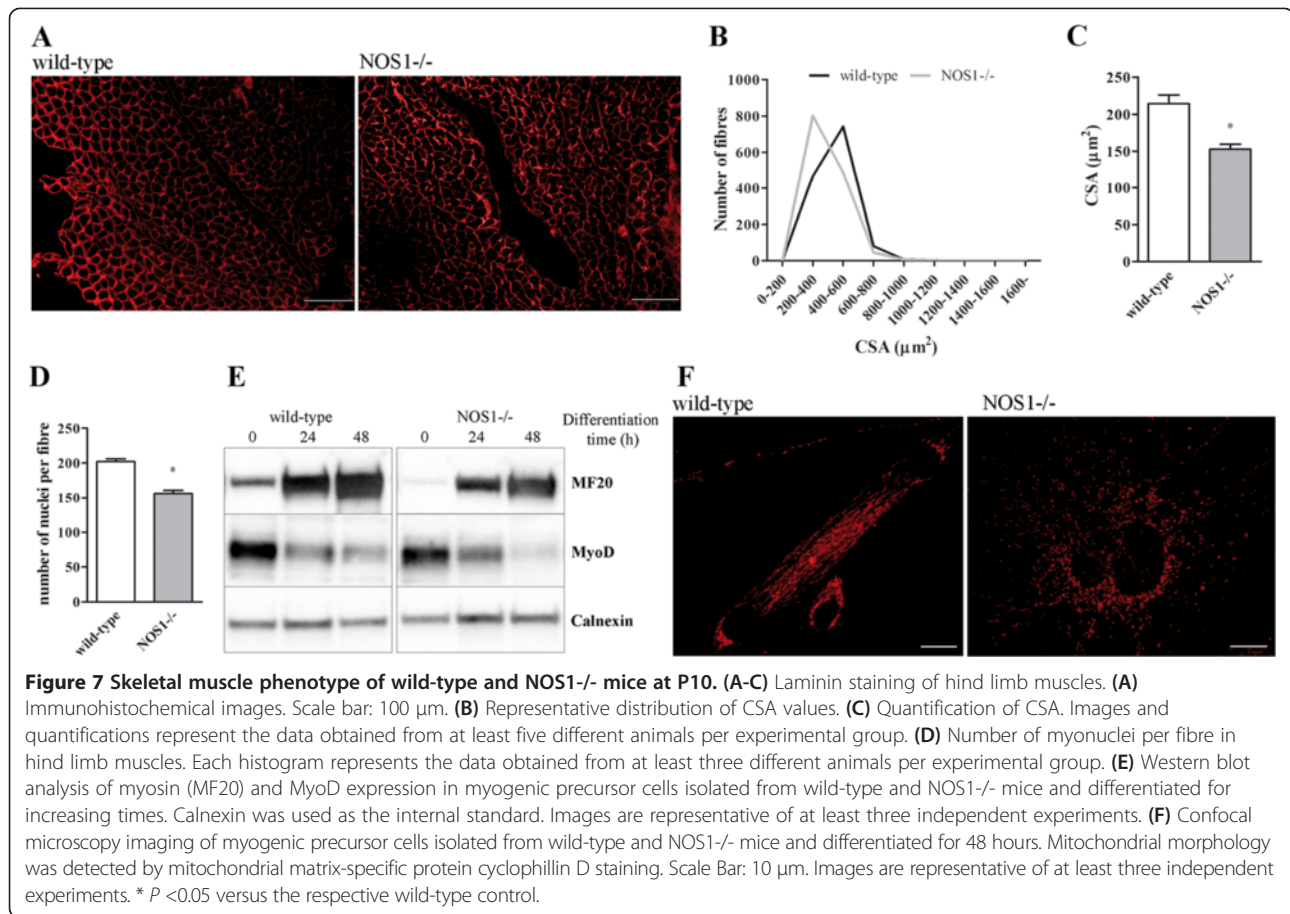 A
wild-type
NOS1-/-
B
wild-type
NOS1-/-
Number of fibres
1000
800
600
400
200
0
0-200
200-400
400-600
600-800
800-1000
1000-1200
1200-1400
1400-1600
1600-
CSA (µm²)
C
CSA (µm²)
250
200
150
100
50
0
*
wild-type
NOS1-/-
D
number of nuclei per fibre
250
200
150
100
50
0
*
wild-type
NOS1-/-
E
wild-type
NOS1-/-
Differentiation
time (h)
0 24 48 0 24 48
MF20
MyoD
Calnexin
F
wild-type
NOS1-/-
Figure 7 Skeletal muscle phenotype of wild-type and NOS1-/- mice at P10. (A-C) Laminin staining of hind limb muscles. (A)
Immunohistochemical images. Scale bar: 100 µm. (B) Representative distribution of CSA values. (C) Quantification of CSA. Images and
quantifications represent the data obtained from at least five different animals per experimental group. (D) Number of myonuclei per fibre in
hind limb muscles. Each histogram represents the data obtained from at least three different animals per experimental group. (E) Western blot
analysis of myosin (MF20) and MyoD expression in myogenic precursor cells isolated from wild-type and NOS1-/- mice and differentiated for
increasing times. Calnexin was used as the internal standard. Images are representative of at least three independent experiments. (F) Confocal
microscopy imaging of myogenic precursor cells isolated from wild-type and NOS1-/- mice and differentiated for 48 hours. Mitochondrial morphology
was detected by mitochondrial matrix-specific protein cyclophillin D staining. Scale Bar: 10 µm. Images are representative of at least three independent
experiments. * P <0.05 versus the respective wild-type control.